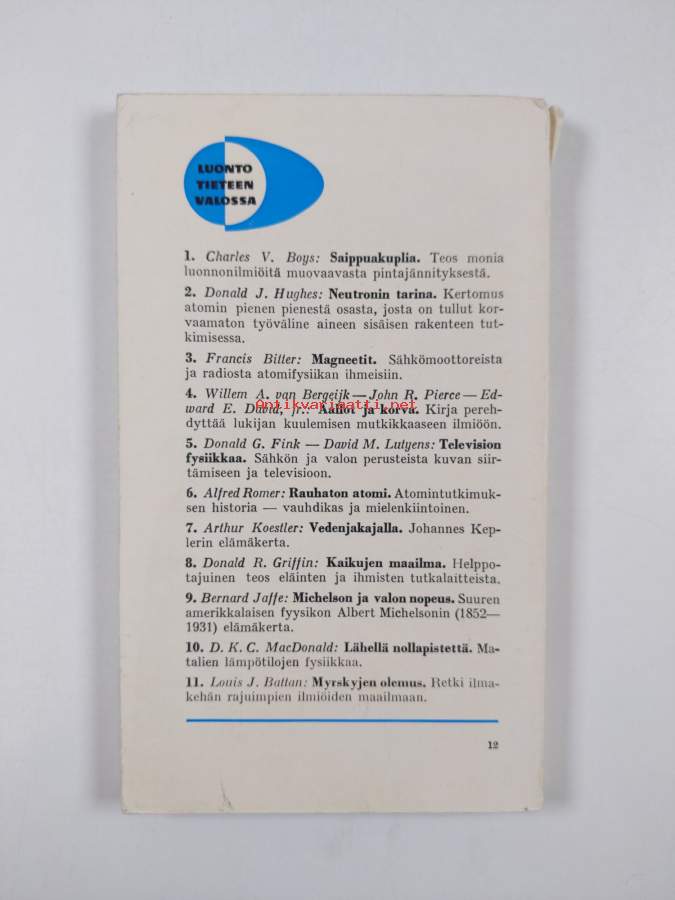 LUONTO
TIETEEN
VALOSSA
1. Charles V. Boys: Saippuakuplia. Teos monia
luonnonilmiöitä muovaavasta pintajännityksestä.
2. Donald J. Hughes: Neutronin tarina. Kertomus
atomin pienen pienestä osasta, josta on tullut kor-
vaamaton työväline aineen sisäisen rakenteen tut-
kimisessa.
3. Francis Bitter: Magneetit. Sähkömoottoreista
ja radiosta atomifysiikan ihmeisiin.
4. Willem A. van Bergeijk — John R. Pierce — Ed-
ward E. David, jr.: Aallot ja korva. Kirja pereh-
dyttää lukijan kuulemisen mutkikkaaseen ilmiöön.
Antikvariaatti.net
5. Donald G. Fink — David M. Lutyens: Television
fysiikkaa. Sähkön ja valon perusteista kuvan siir-
tämiseen ja televisioon.
6. Alfred Romer: Rauhaton atomi. Atomintutkimuk-
sen historia — vauhdikas ja mielenkiintoinen.
7. Arthur Koestler: Vedenjakajalla. Johannes Kep-
lerin elämäkerta.
8. Donald R. Griffin: Kaikujen maailma. Helppo-
tajuinen teos eläinten ja ihmisten tutkalaitteista.
9. Bernard Jaffe: Michelson ja valon nopeus. Suuren
amerikkalaisen fyysikon Albert Michelsonin (1852—
1931) elämäkerta.
10. D. K. C. MacDonald: Lähellä nollapistettä. Ma-
talien lämpötilojen fysiikkaa.
11. Louis J. Battan: Myrskyjen olemus. Retki ilma-
kehän rajuimpien ilmiöiden maailmaan.
12